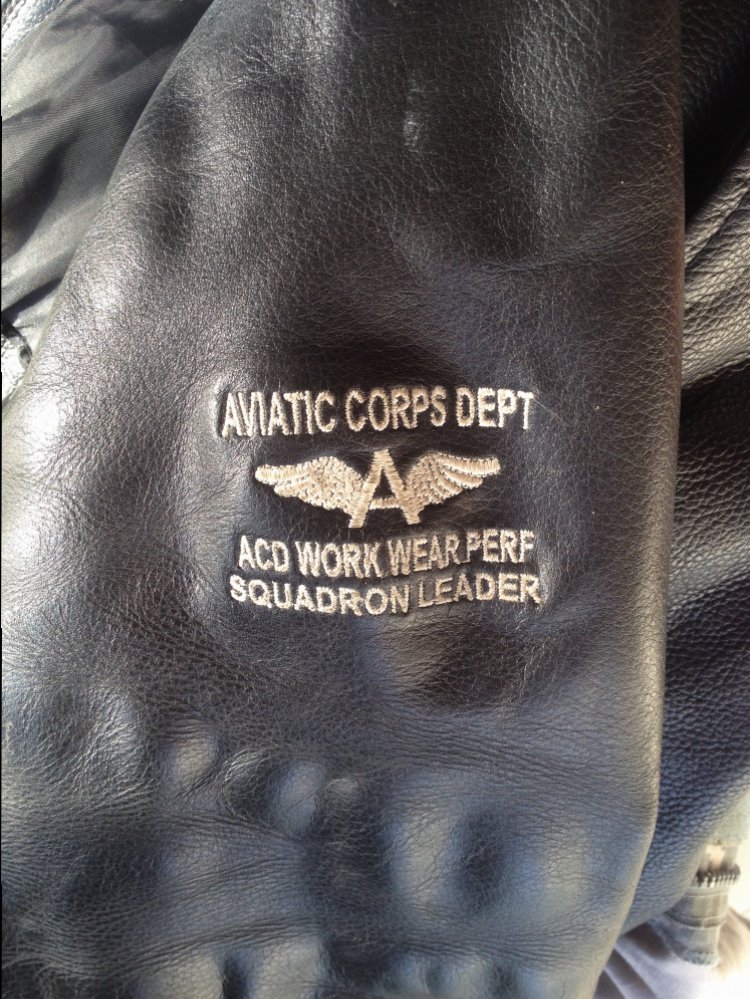 AVIATIC CORPS DEPT
A
ACD WORK WEAR.PERF
SQUADRON LEADER